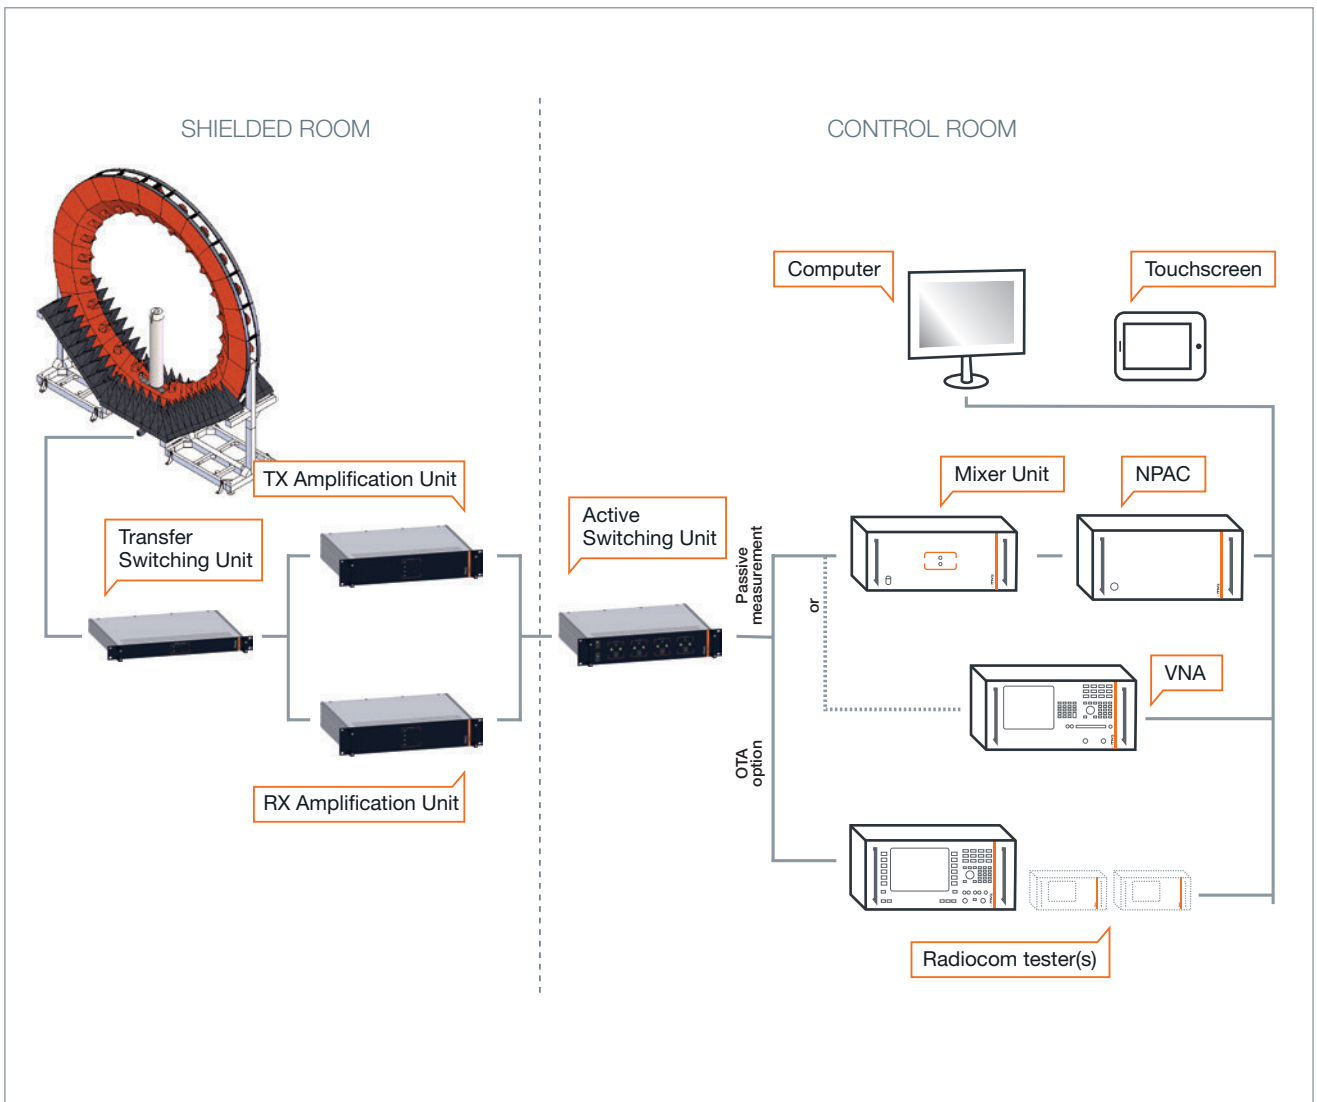 SHIELDED ROOM
CONTROL ROOM
Computer
Touchscreen
TX Amplification Unit
Mixer Unit
NPAC
Transfer
Switching Unit
Active
Switching Unit
Passive
measurement
or
VNA
OTA
option
RX Amplification Unit
Radiocom tester(s)